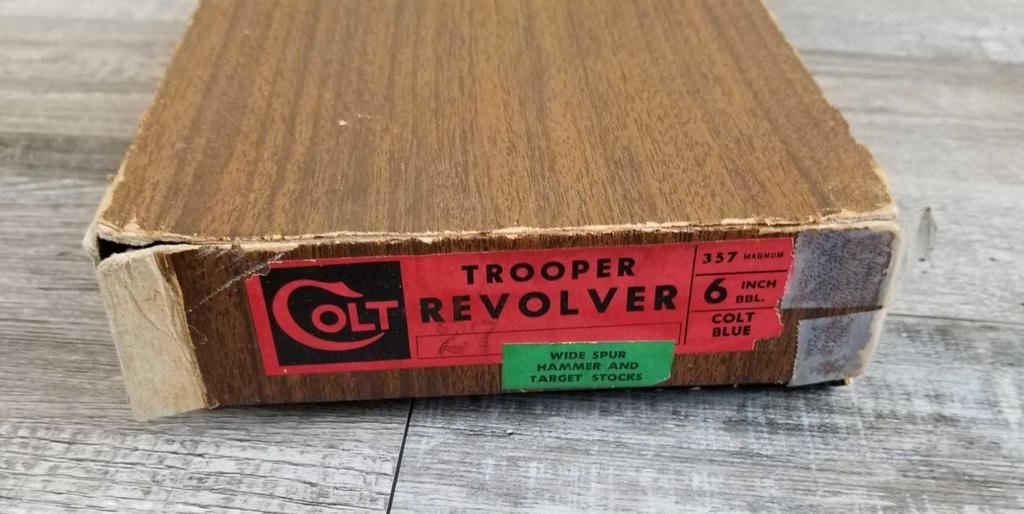 COLT
TROOPER
REVOLVER
357 MAGNUM
6 INCH
BBL.
COLT
BLUE
WIDE SPUR
HAMMER AND
TARGET STOCKS